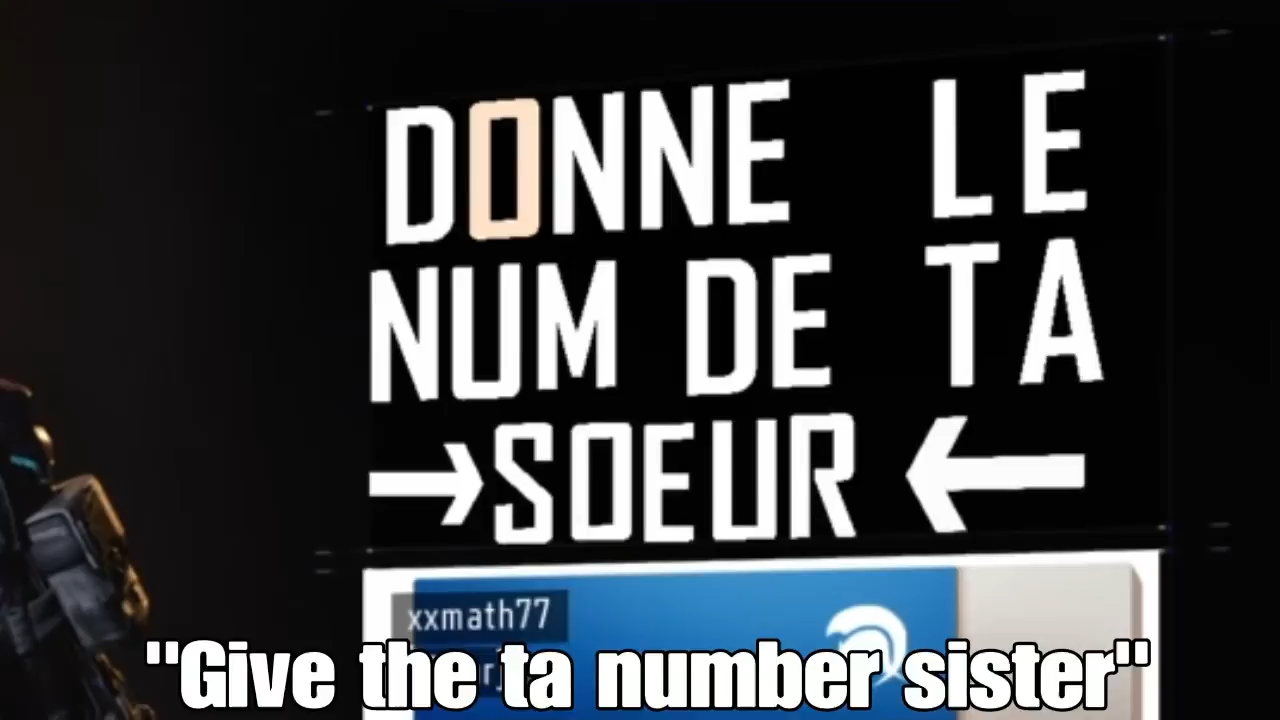 DONNE LE
NUM DE TA
→SOEUR←
xxmath77
"Give the ta number sister"